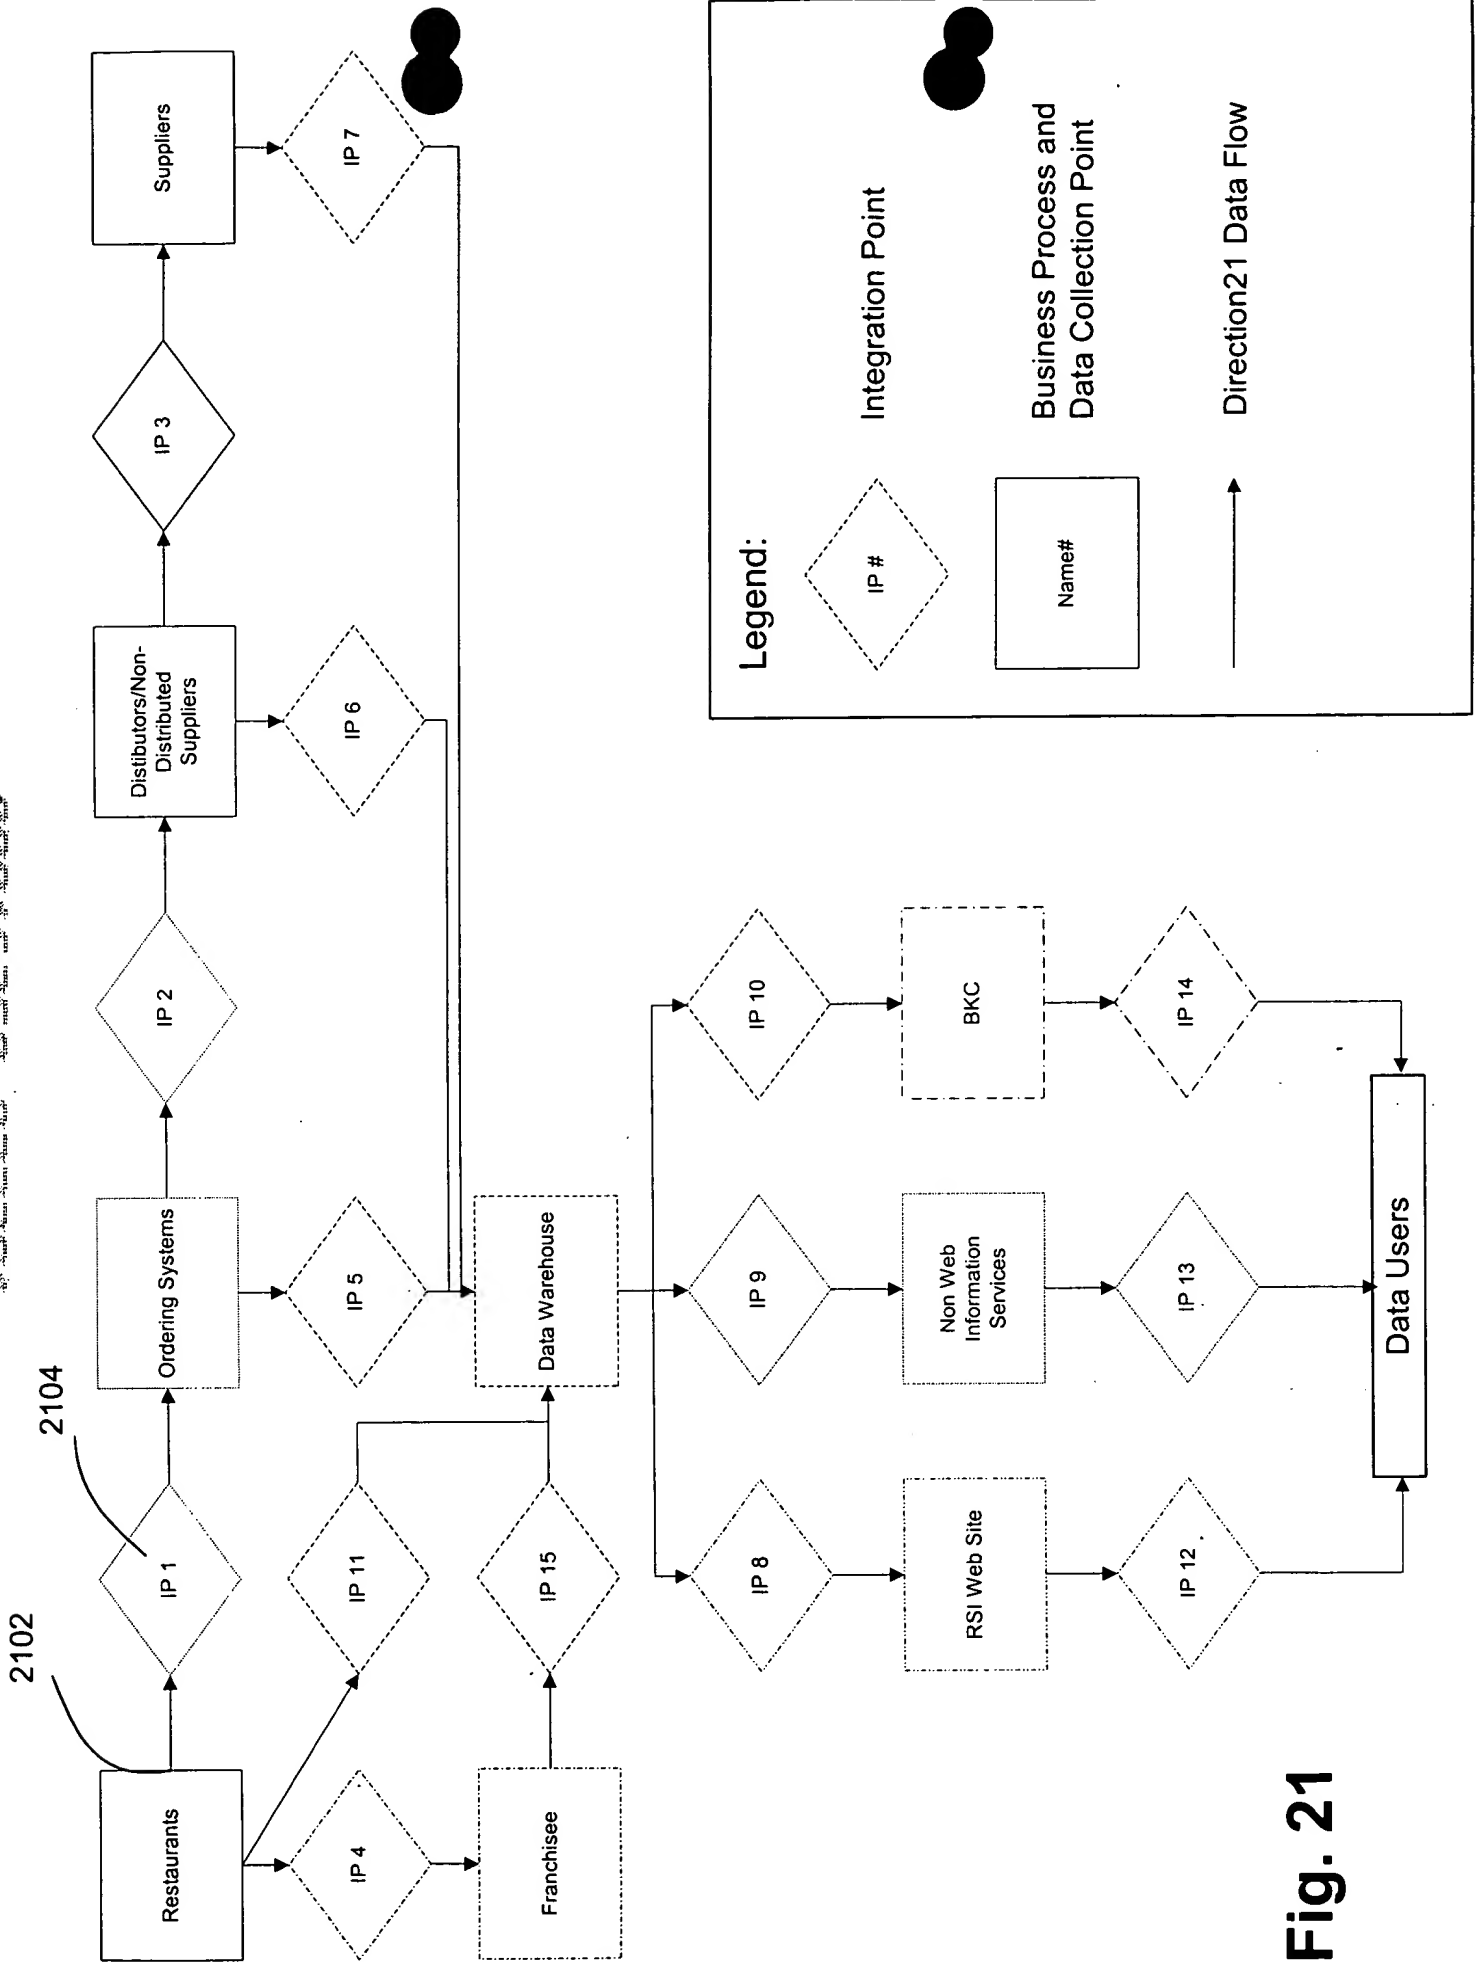 2102
2104
Restaurants
IP 1
Ordering Systems
IP 2
Distibutors/Non-
Distributed
Suppliers
IP 3
Suppliers
IP 4
IP 11
IP 5
IP 6
IP 7
Franchisee
IP 15
Data Warehouse
IP 8
IP 9
IP 10
RSI Web Site
Non Web
Information
Services
BKC
IP 12
IP 13
IP 14
Data Users
Legend:
IP #
Integration Point
Name#
Business Process and
Data Collection Point
Direction21 Data Flow
Fig. 21